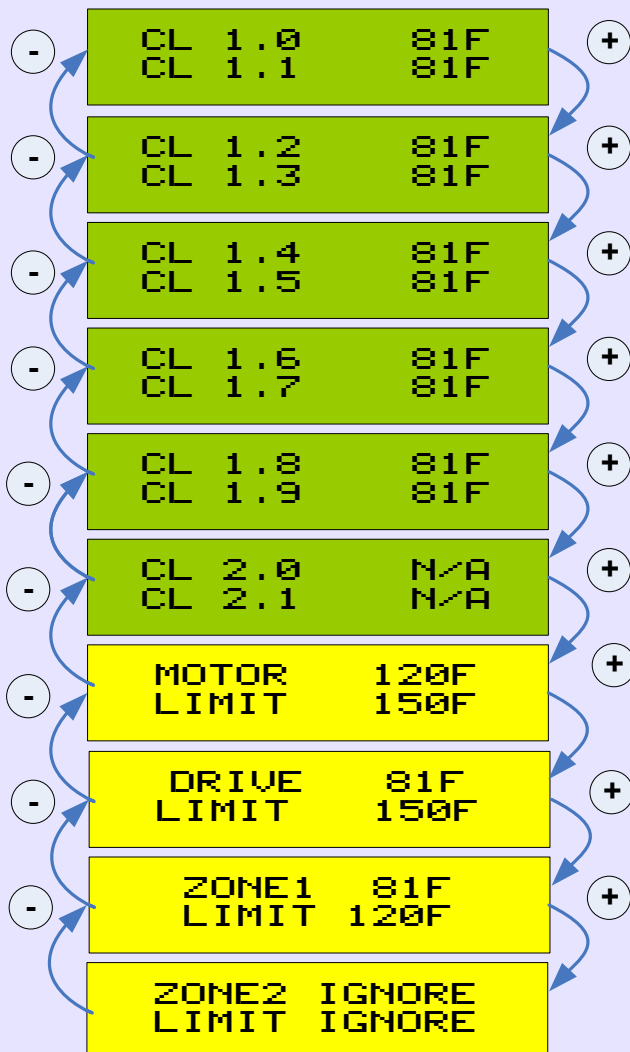 CL 1.0 81F
CL 1.1 81F
- +
CL 1.2 81F
CL 1.3 81F
- +
CL 1.4 81F
CL 1.5 81F
- +
CL 1.6 81F
CL 1.7 81F
- +
CL 1.8 81F
CL 1.9 81F
- +
CL 2.0 N/A
CL 2.1 N/A
- +
MOTOR 120F
LIMIT 150F
- +
DRIVE 81F
LIMIT 150F
- +
ZONE1 81F
LIMIT 120F
- +
ZONE2 IGNORE
LIMIT IGNORE